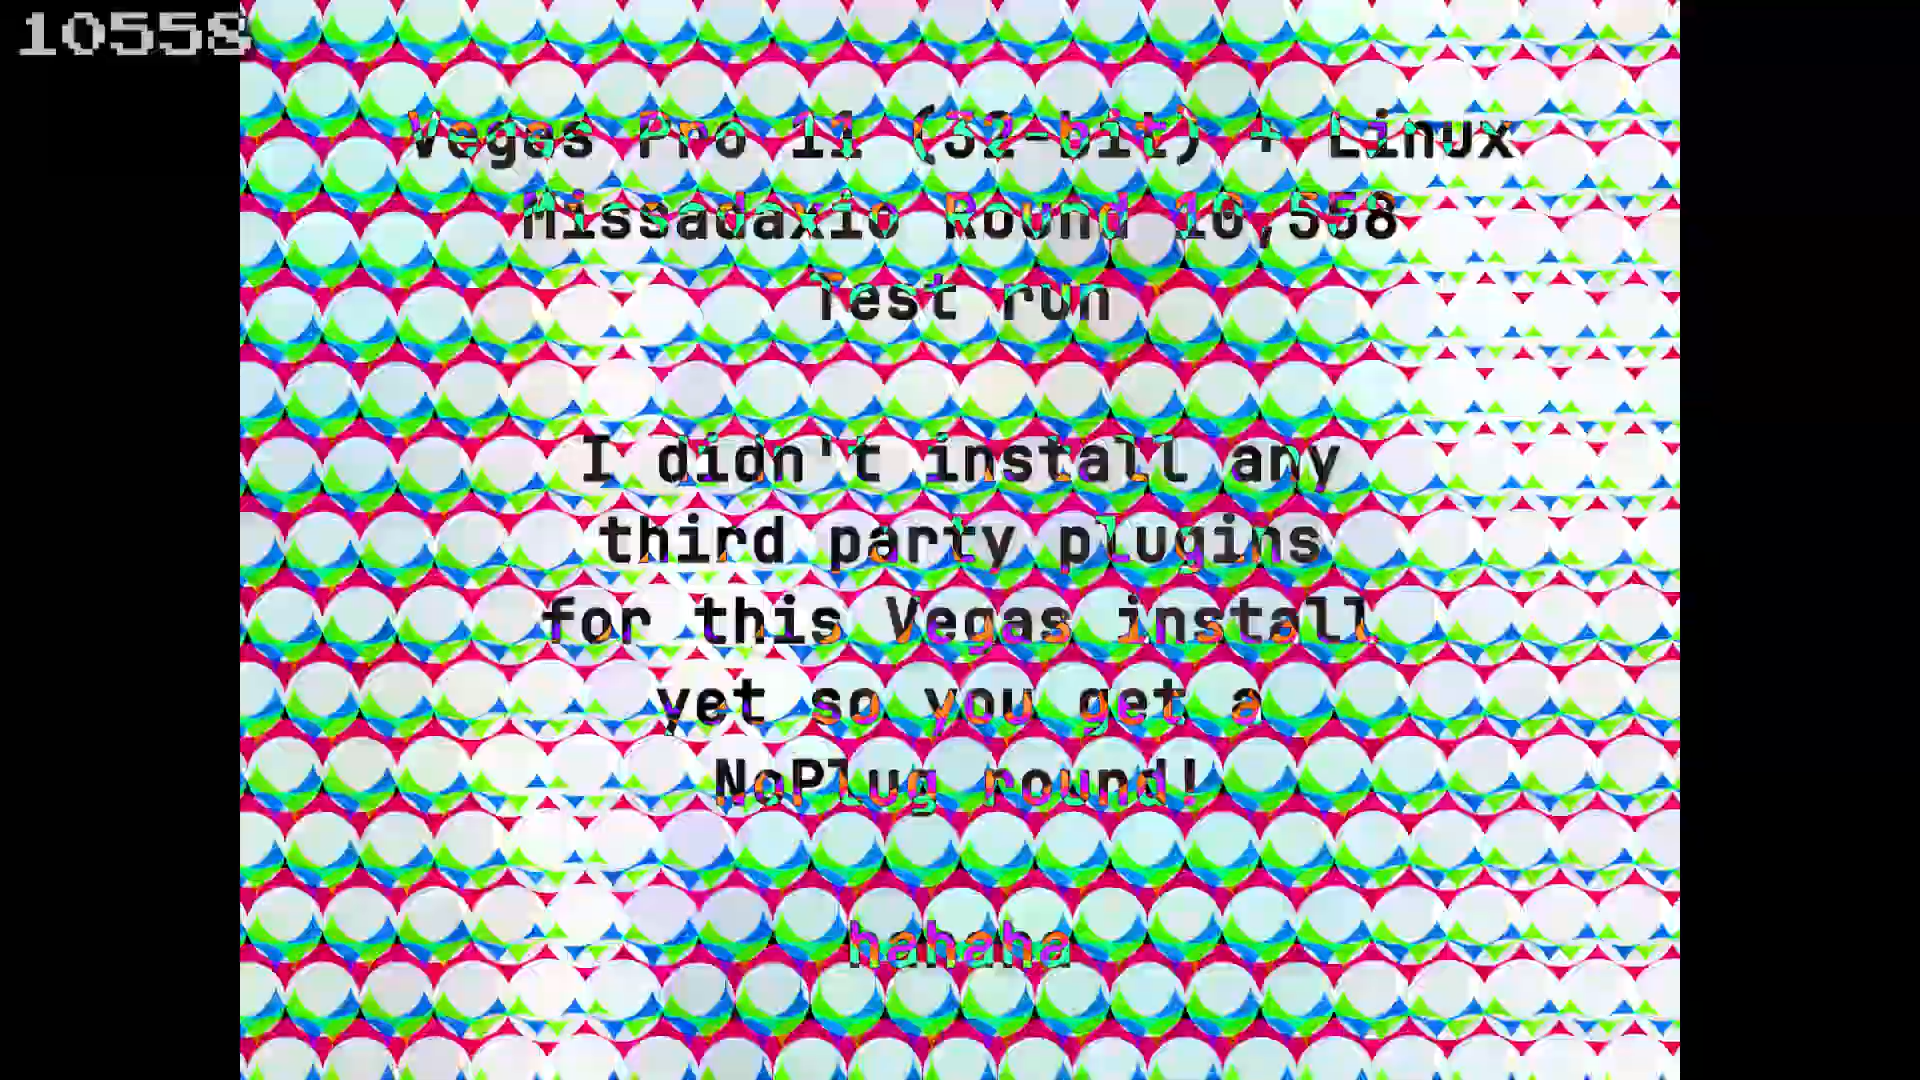 10558
Vegas Pro 11 (32-bit) + Linux
Missadaxio Round 10,558
Test run
I didn't install any
third party plugins
for this Vegas install
yet so you get a
NoPlug round!
hahaha